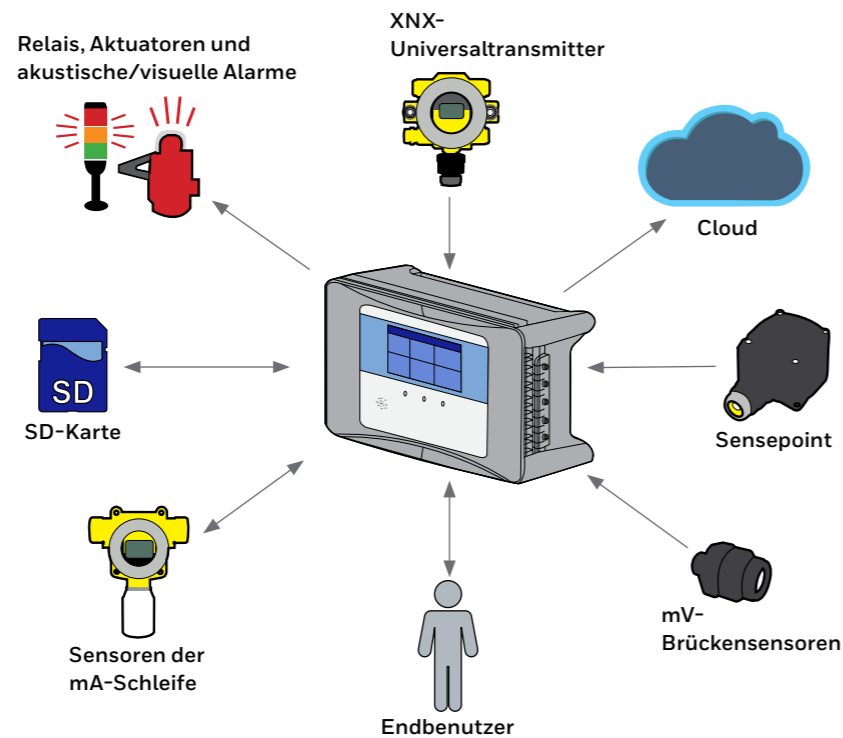 XNX-
Universaltransmitter
Relais, Aktuatoren und
akustische/visuelle Alarme
Cloud
SD
SD-Karte
Sensepoint
mV-
Brückensensoren
Sensoren der
mA-Schleife
Endbenutzer